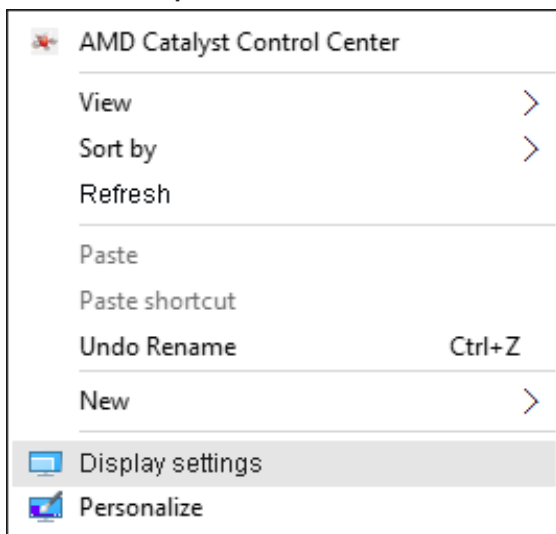 AMD Catalyst Control Center
View
Sort by
Refresh
Paste
Paste shortcut
Undo Rename Ctrl+Z
New
Display settings
Personalize